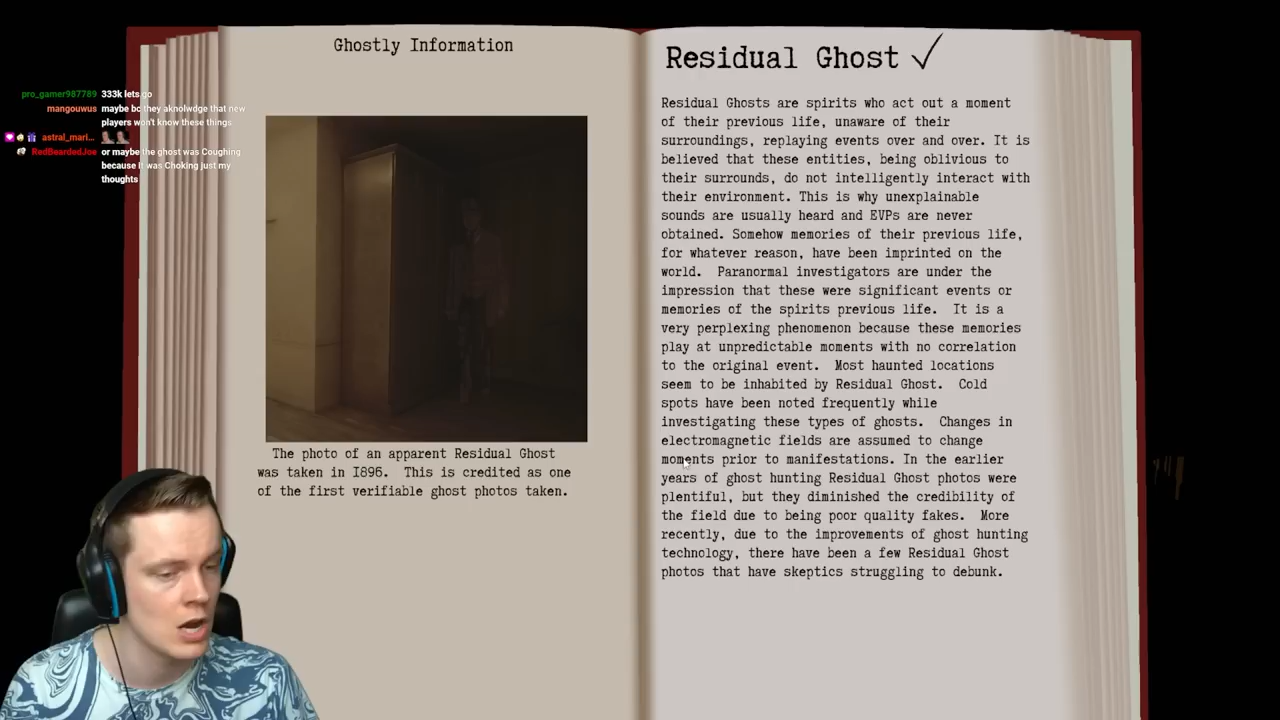 Ghostly Information
pro_gamer987789 333k lets go
mangouwus maybe bc they aknolwdge that new
players won't know these things
astral_mari...
RedBeardedJoe or maybe the ghost was Coughing
because it was Choking just my
thoughts
The photo of an apparent Residual Ghost
was taken in 1896. This is credited as one
of the first verifiable ghost photos taken.
Residual Ghost ✓
Residual Ghosts are spirits who act out a moment
of their previous life, unaware of their
surroundings, replaying events over and over. It is
believed that these entities, being oblivious to
their surrounds, do not intelligently interact with
their environment. This is why unexplainable
sounds are usually heard and EVPs are never
obtained. Somehow memories of their previous life,
for whatever reason, have been imprinted on the
world. Paranormal investigators are under the
impression that these were significant events or
memories of the spirits previous life. It is a
very perplexing phenomenon because these memories
play at unpredictable moments with no correlation
to the original event. Most haunted locations
seem to be inhabited by Residual Ghost. Cold
spots have been noted frequently while
investigating these types of ghosts. Changes in
electromagnetic fields are assumed to change
moments prior to manifestations. In the earlier
years of ghost hunting Residual Ghost photos were
plentiful, but they diminished the credibility of
the field due to being poor quality fakes. More
recently, due to the improvements of ghost hunting
technology, there have been a few Residual Ghost
photos that have skeptics struggling to debunk.